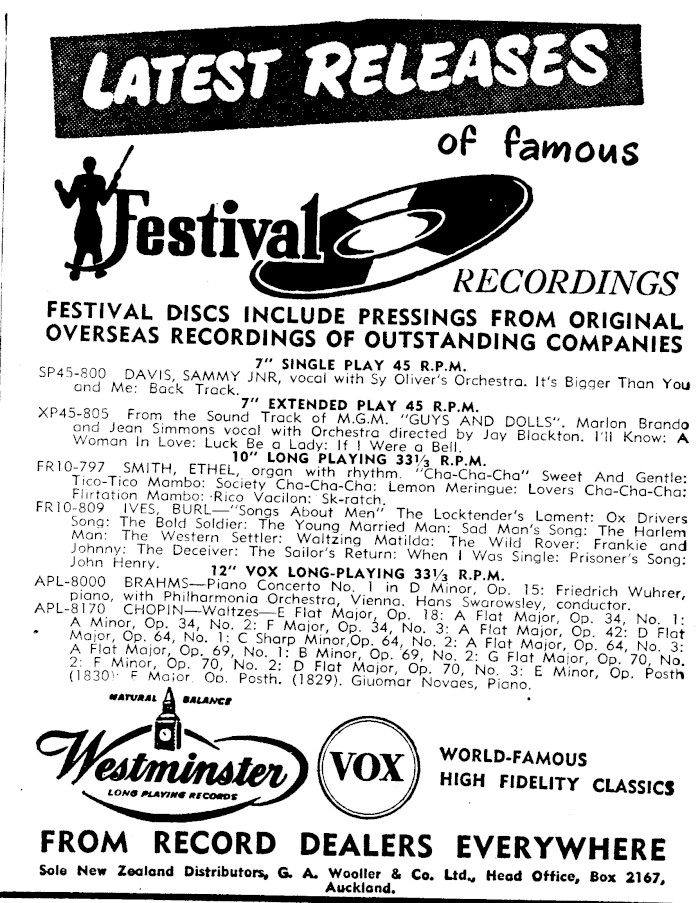 LATEST RELEASES
of famous
Festival
RECORDINGS
FESTIVAL DISCS INCLUDE PRESSINGS FROM ORIGINAL
OVERSEAS RECORDINGS OF OUTSTANDING COMPANIES
7" SINGLE PLAY 45 R.P.M.
SP45-800 DAVIS, SAMMY JNR, vocal with Sy Oliver's Orchestra. It's Bigger Than You
and Me: Back Track.
7" EXTENDED PLAY 45 R.P.M.
XP45-805 From the Sound Track of M.G.M. "GUYS AND DOLLS". Marlon Brando
and Jean Simmons vocal with Orchestra directed by Jay Blackton. I'll Know: A
Woman In Love: Luck Be a Lady: If I Were a Bell.
10" LONG PLAYING 33⅓ R.P.M.
FR10-797 SMITH, ETHEL, organ with rhythm. "Cha-Cha-Cha" Sweet And Gentle:
Tico-Tico Mambo: Society Cha-Cha-Cha: Lemon Meringue: Lovers Cha-Cha-Cha:
Flirtation Mambo: Rico Vacilon: Sk-ratch.
FR10-809 IVES, BURL—"Songs About Men" The Locktender's Lament: Ox Drivers
Song: The Bold Soldier: The Young Married Man: Sad Man's Song: The Harlem
Man: The Western Settler: Waltzing Matilda: The Wild Rover: Frankie and
Johnny: The Deceiver: The Sailor's Return: When I Was Single: Prisoner's Song:
John Henry.
12" VOX LONG-PLAYING 33⅓ R.P.M.
APL-8000 BRAHMS—Piano Concerto No. 1 in D Minor, Op. 15: Friedrich Wuhrer,
piano, with Philharmonia Orchestra, Vienna. Hans Swarowsley, conductor.
APL-8170 CHOPIN—Waltzes—E Flat Major, Op. 18: A Flat Major, Op. 34, No. 1:
A Minor, Op. 34, No. 2: F Major, Op. 34, No. 3: A Flat Major, Op. 42: D Flat
Major, Op. 64, No. 1: C Sharp Minor, Op. 64, No. 2: A Flat Major, Op. 64, No. 3:
A Flat Major, Op. 69, No. 1: B Minor, Op. 69, No. 2: G Flat Major, Op. 70, No.
2: F Minor, Op. 70, No. 2: D Flat Major, Op. 70, No. 3: E Minor, Op. Posth
(1830): E Major, Op. Posth. (1829). Giuomar Novaes, Piano.
NATURAL BALANCE
Westminster
LONG PLAYING RECORDS
VOX
WORLD-FAMOUS
HIGH FIDELITY CLASSICS
FROM RECORD DEALERS EVERYWHERE
Sole New Zealand Distributors, G. A. Wooller & Co. Ltd., Head Office, Box 2167,
Auckland.